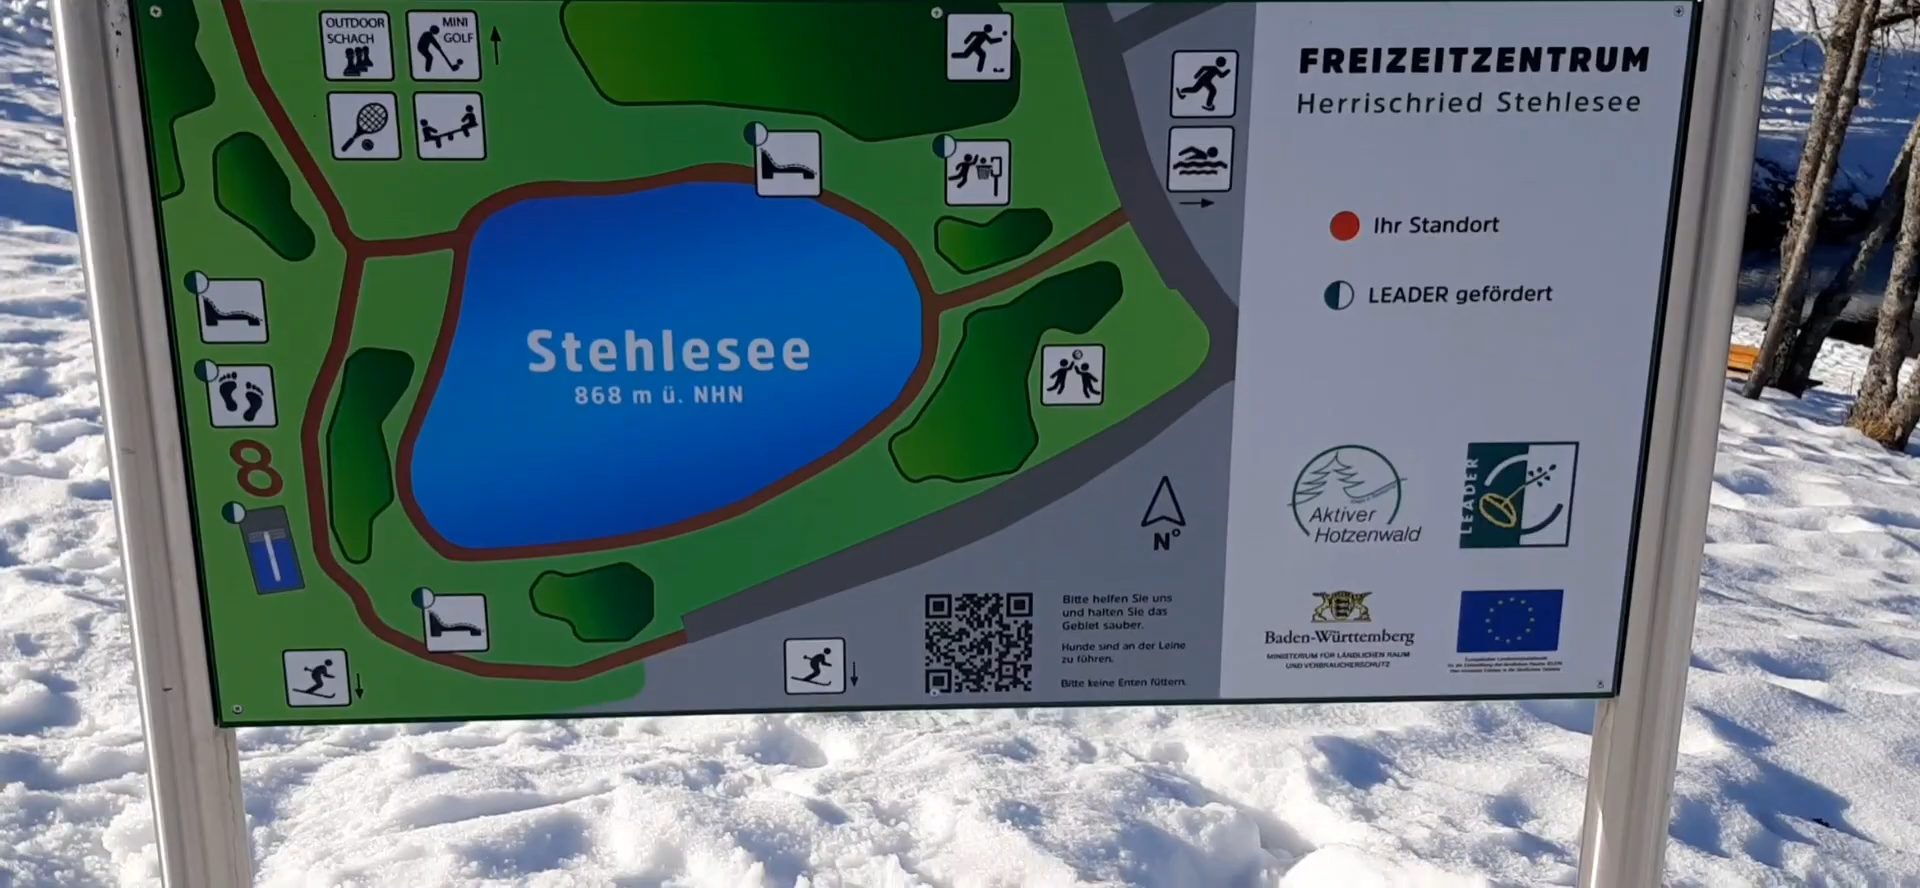 OUTDOOR
SCHACH
MINI
GOLF
FREIZEITZENTRUM
Herrischried Stehlesee
Ihr Standort
LEADER gefördert
Stehlesee
868 m ü. NHN
8
N°
Bitte helfen Sie uns
und halten Sie das
Gebiet sauber.
Hunde sind an der Leine
zu führen.
Bitte keine Enten füttern.
Aktiver
Hotzenwald
LEADER
Baden-Württemberg
MINISTERIUM FÜR LÄNDLICHEN RAUM
UND VERBRAUCHERSCHUTZ